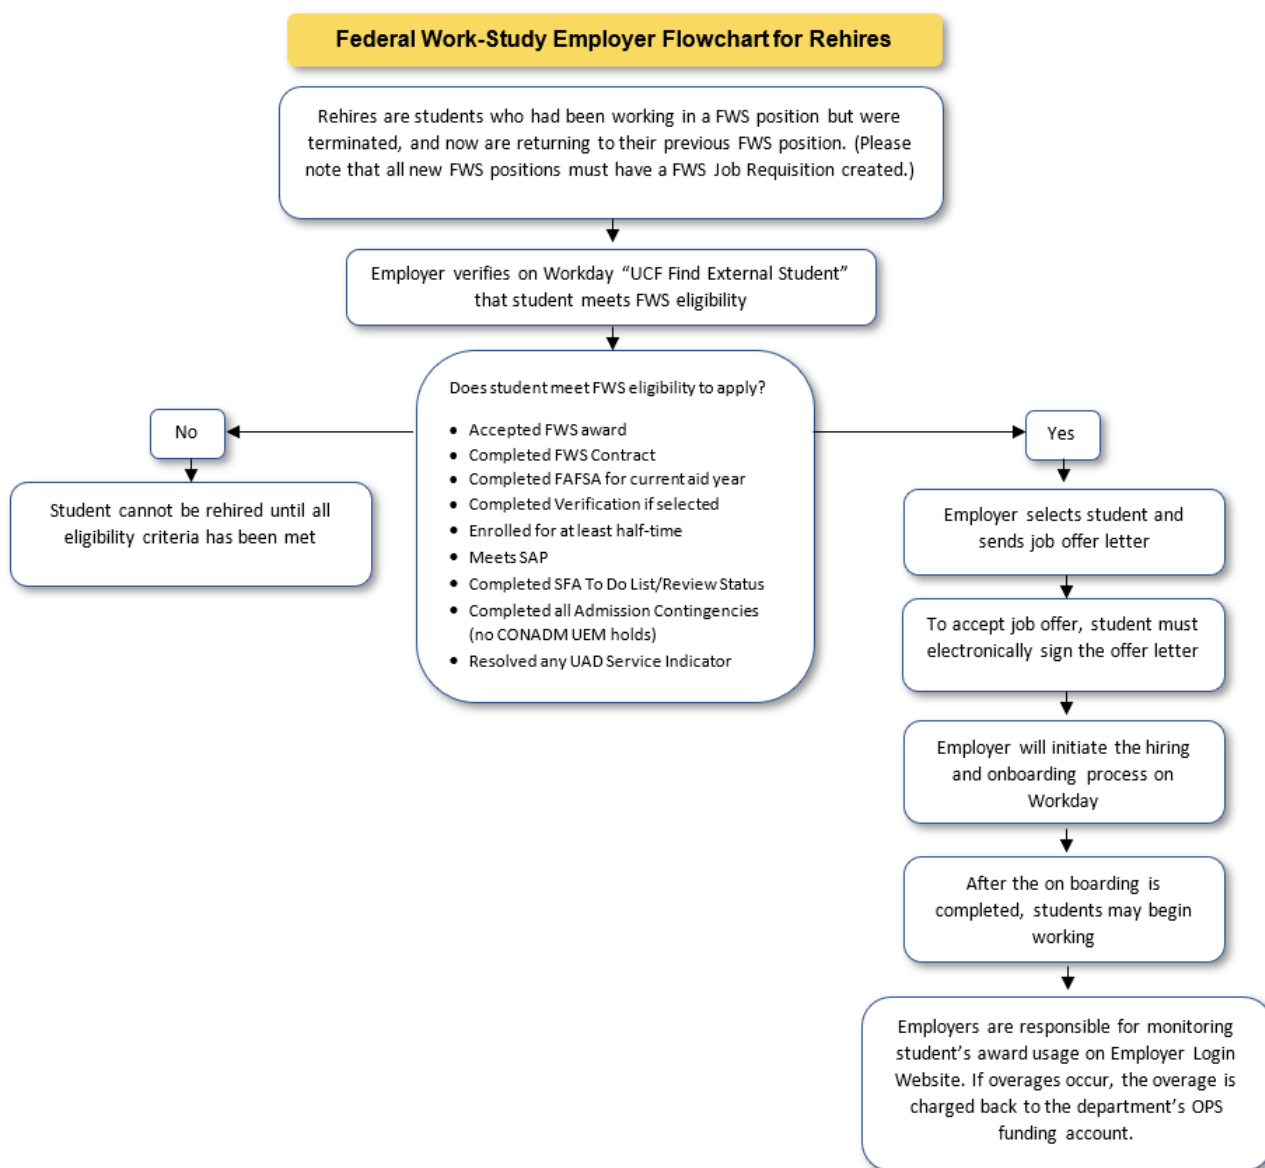 Federal Work-Study Employer Flowchart for Rehires
Rehires are students who had been working in a FWS position but were
terminated, and now are returning to their previous FWS position. (Please
note that all new FWS positions must have a FWS Job Requisition created.)
Employer verifies on Workday “UCF Find External Student”
that student meets FWS eligibility
Does student meet FWS eligibility to apply?
• Accepted FWS award
• Completed FWS Contract
• Completed FAFSA for current aid year
• Completed Verification if selected
• Enrolled for at least half-time
• Meets SAP
• Completed SFA To Do List/Review Status
• Completed all Admission Contingencies
(no CONADM UEM holds)
• Resolved any UAD Service Indicator
No
Student cannot be rehired until all
eligibility criteria has been met
Yes
Employer selects student and
sends job offer letter
To accept job offer, student must
electronically sign the offer letter
Employer will initiate the hiring
and onboarding process on
Workday
After the on boarding is
completed, students may begin
working
Employers are responsible for monitoring
student’s award usage on Employer Login
Website. If overages occur, the overage is
charged back to the department’s OPS
funding account.